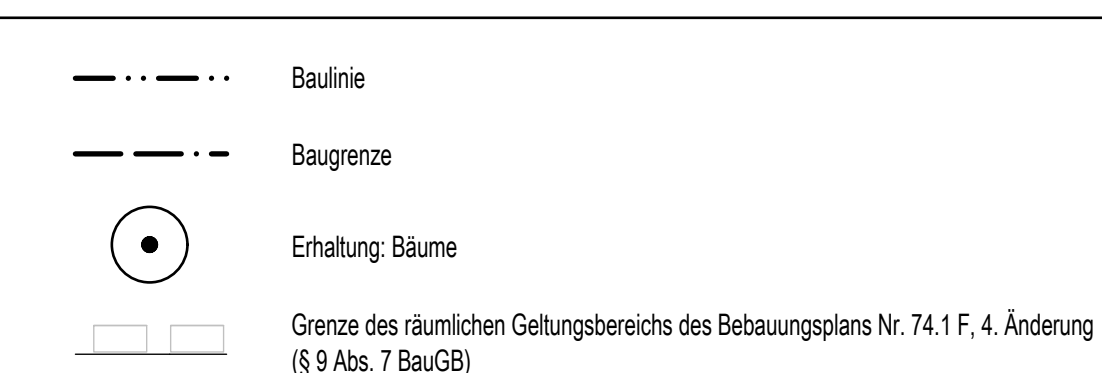 Baulinie
Baugrenze
Erhaltung: Bäume
Grenze des räumlichen Geltungsbereichs des Bebauungsplans Nr. 74.1 F, 4. Änderung
(§ 9 Abs. 7 BauGB)